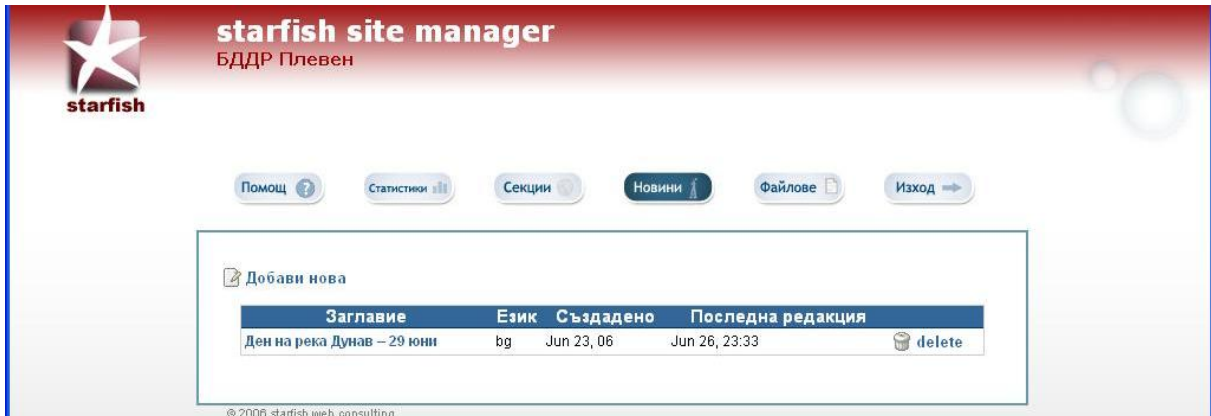 starfish site manager
БДДР Плевен
starfish
Помощ
Статистики
Секции
Новини
Файлове
Изход
Добави нова
Заглавие Език Създадено Последна редакция
Ден на река Дунав – 29 юни bg Jun 23, 06 Jun 26, 23:33 delete
© 2006 starfish web consulting